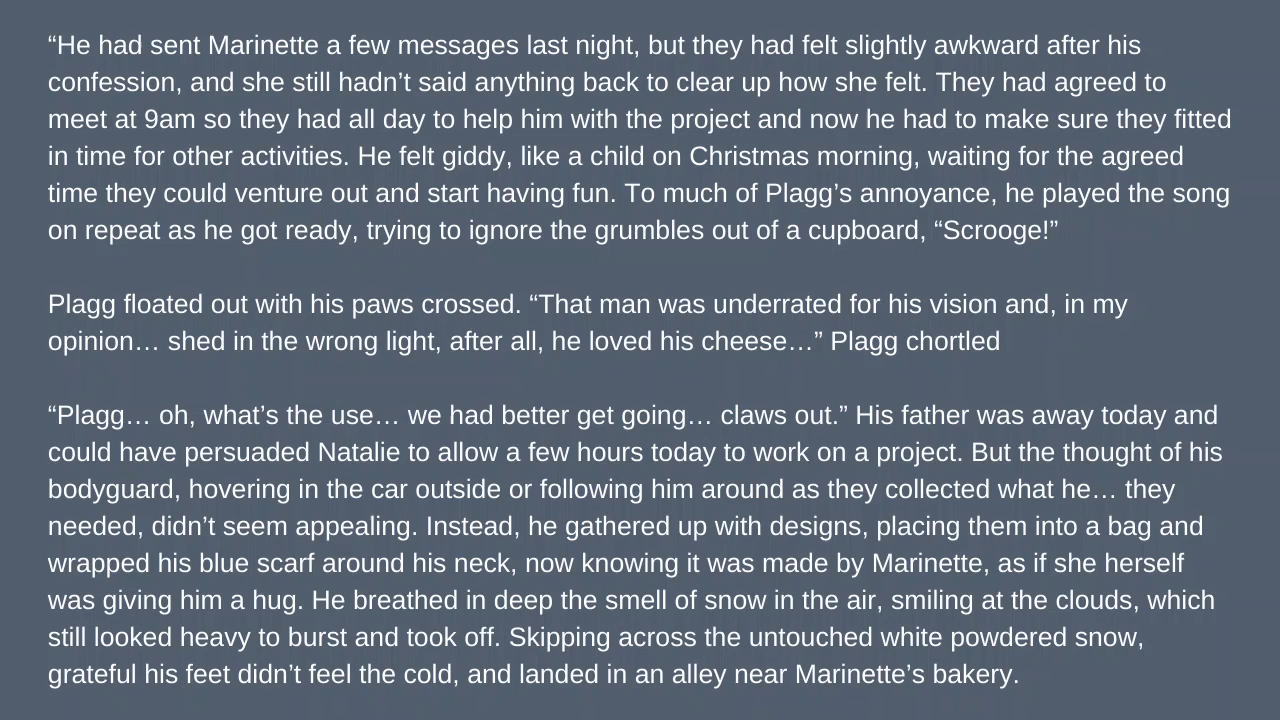 “He had sent Marinette a few messages last night, but they had felt slightly awkward after his
confession, and she still hadn’t said anything back to clear up how she felt. They had agreed to
meet at 9am so they had all day to help him with the project and now he had to make sure they fitted
in time for other activities. He felt giddy, like a child on Christmas morning, waiting for the agreed
time they could venture out and start having fun. To much of Plagg’s annoyance, he played the song
on repeat as he got ready, trying to ignore the grumbles out of a cupboard, “Scrooge!”
Plagg floated out with his paws crossed. “That man was underrated for his vision and, in my
opinion… shed in the wrong light, after all, he loved his cheese…” Plagg chortled
“Plagg… oh, what’s the use… we had better get going… claws out.” His father was away today and
could have persuaded Natalie to allow a few hours today to work on a project. But the thought of his
bodyguard, hovering in the car outside or following him around as they collected what he… they
needed, didn’t seem appealing. Instead, he gathered up with designs, placing them into a bag and
wrapped his blue scarf around his neck, now knowing it was made by Marinette, as if she herself
was giving him a hug. He breathed in deep the smell of snow in the air, smiling at the clouds, which
still looked heavy to burst and took off. Skipping across the untouched white powdered snow,
grateful his feet didn’t feel the cold, and landed in an alley near Marinette’s bakery.